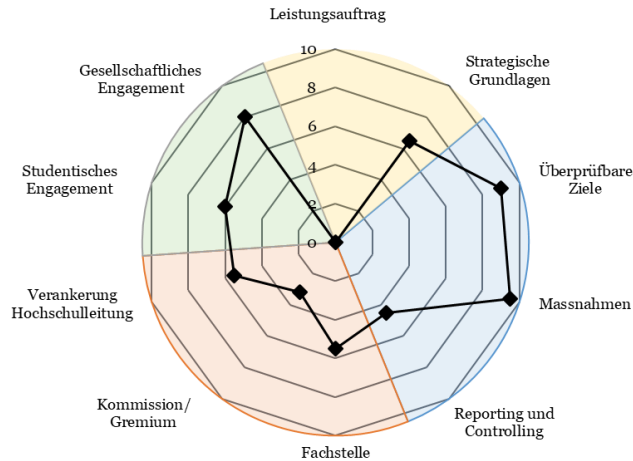 Leistungsauftrag
Strategische
Grundlagen
Überprüfbare
Ziele
Massnahmen
Reporting und
Controlling
Fachstelle
Kommission/
Gremium
Verankerung
Hochschulleitung
Studentisches
Engagement
Gesellschaftliches
Engagement
10
8
6
4
2
0